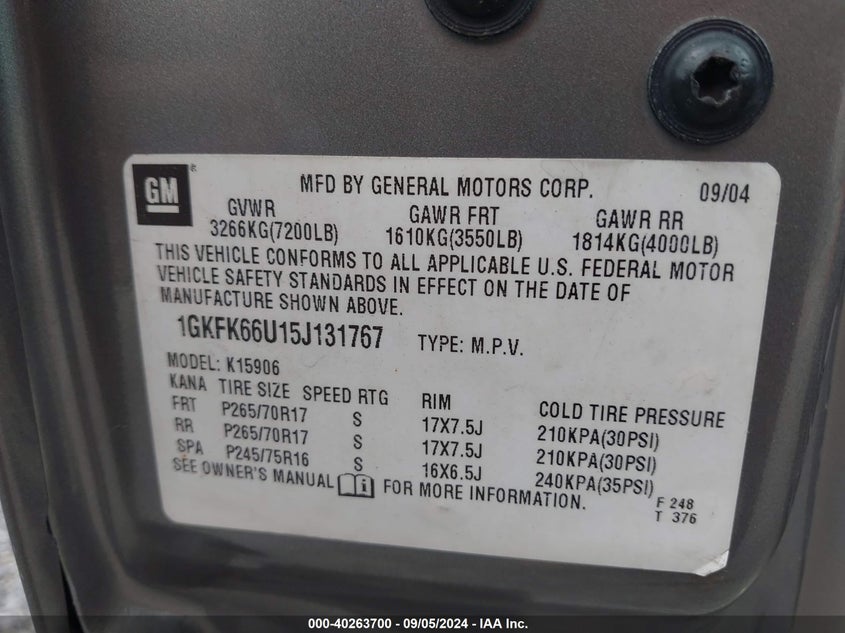 GM
MFD BY GENERAL MOTORS CORP. 09/04
GVWR GAWR FRT GAWR RR
3266KG(7200LB) 1610KG(3550LB) 1814KG(4000LB)
THIS VEHICLE CONFORMS TO ALL APPLICABLE U.S. FEDERAL MOTOR
VEHICLE SAFETY STANDARDS IN EFFECT ON THE DATE OF
MANUFACTURE SHOWN ABOVE.
1GKFK66U15J131767 TYPE: M.P.V.
MODEL: K15906
KANA TIRE SIZE SPEED RTG RIM COLD TIRE PRESSURE
FRT P265/70R17 S 17X7.5J 210KPA(30PSI)
RR P265/70R17 S 17X7.5J 210KPA(30PSI)
SPA P245/75R16 S 16X6.5J 240KPA(35PSI)
SEE OWNER'S MANUAL FOR MORE INFORMATION.
F 248
T 376
000-40263700 - 09/05/2024 - IAA Inc.